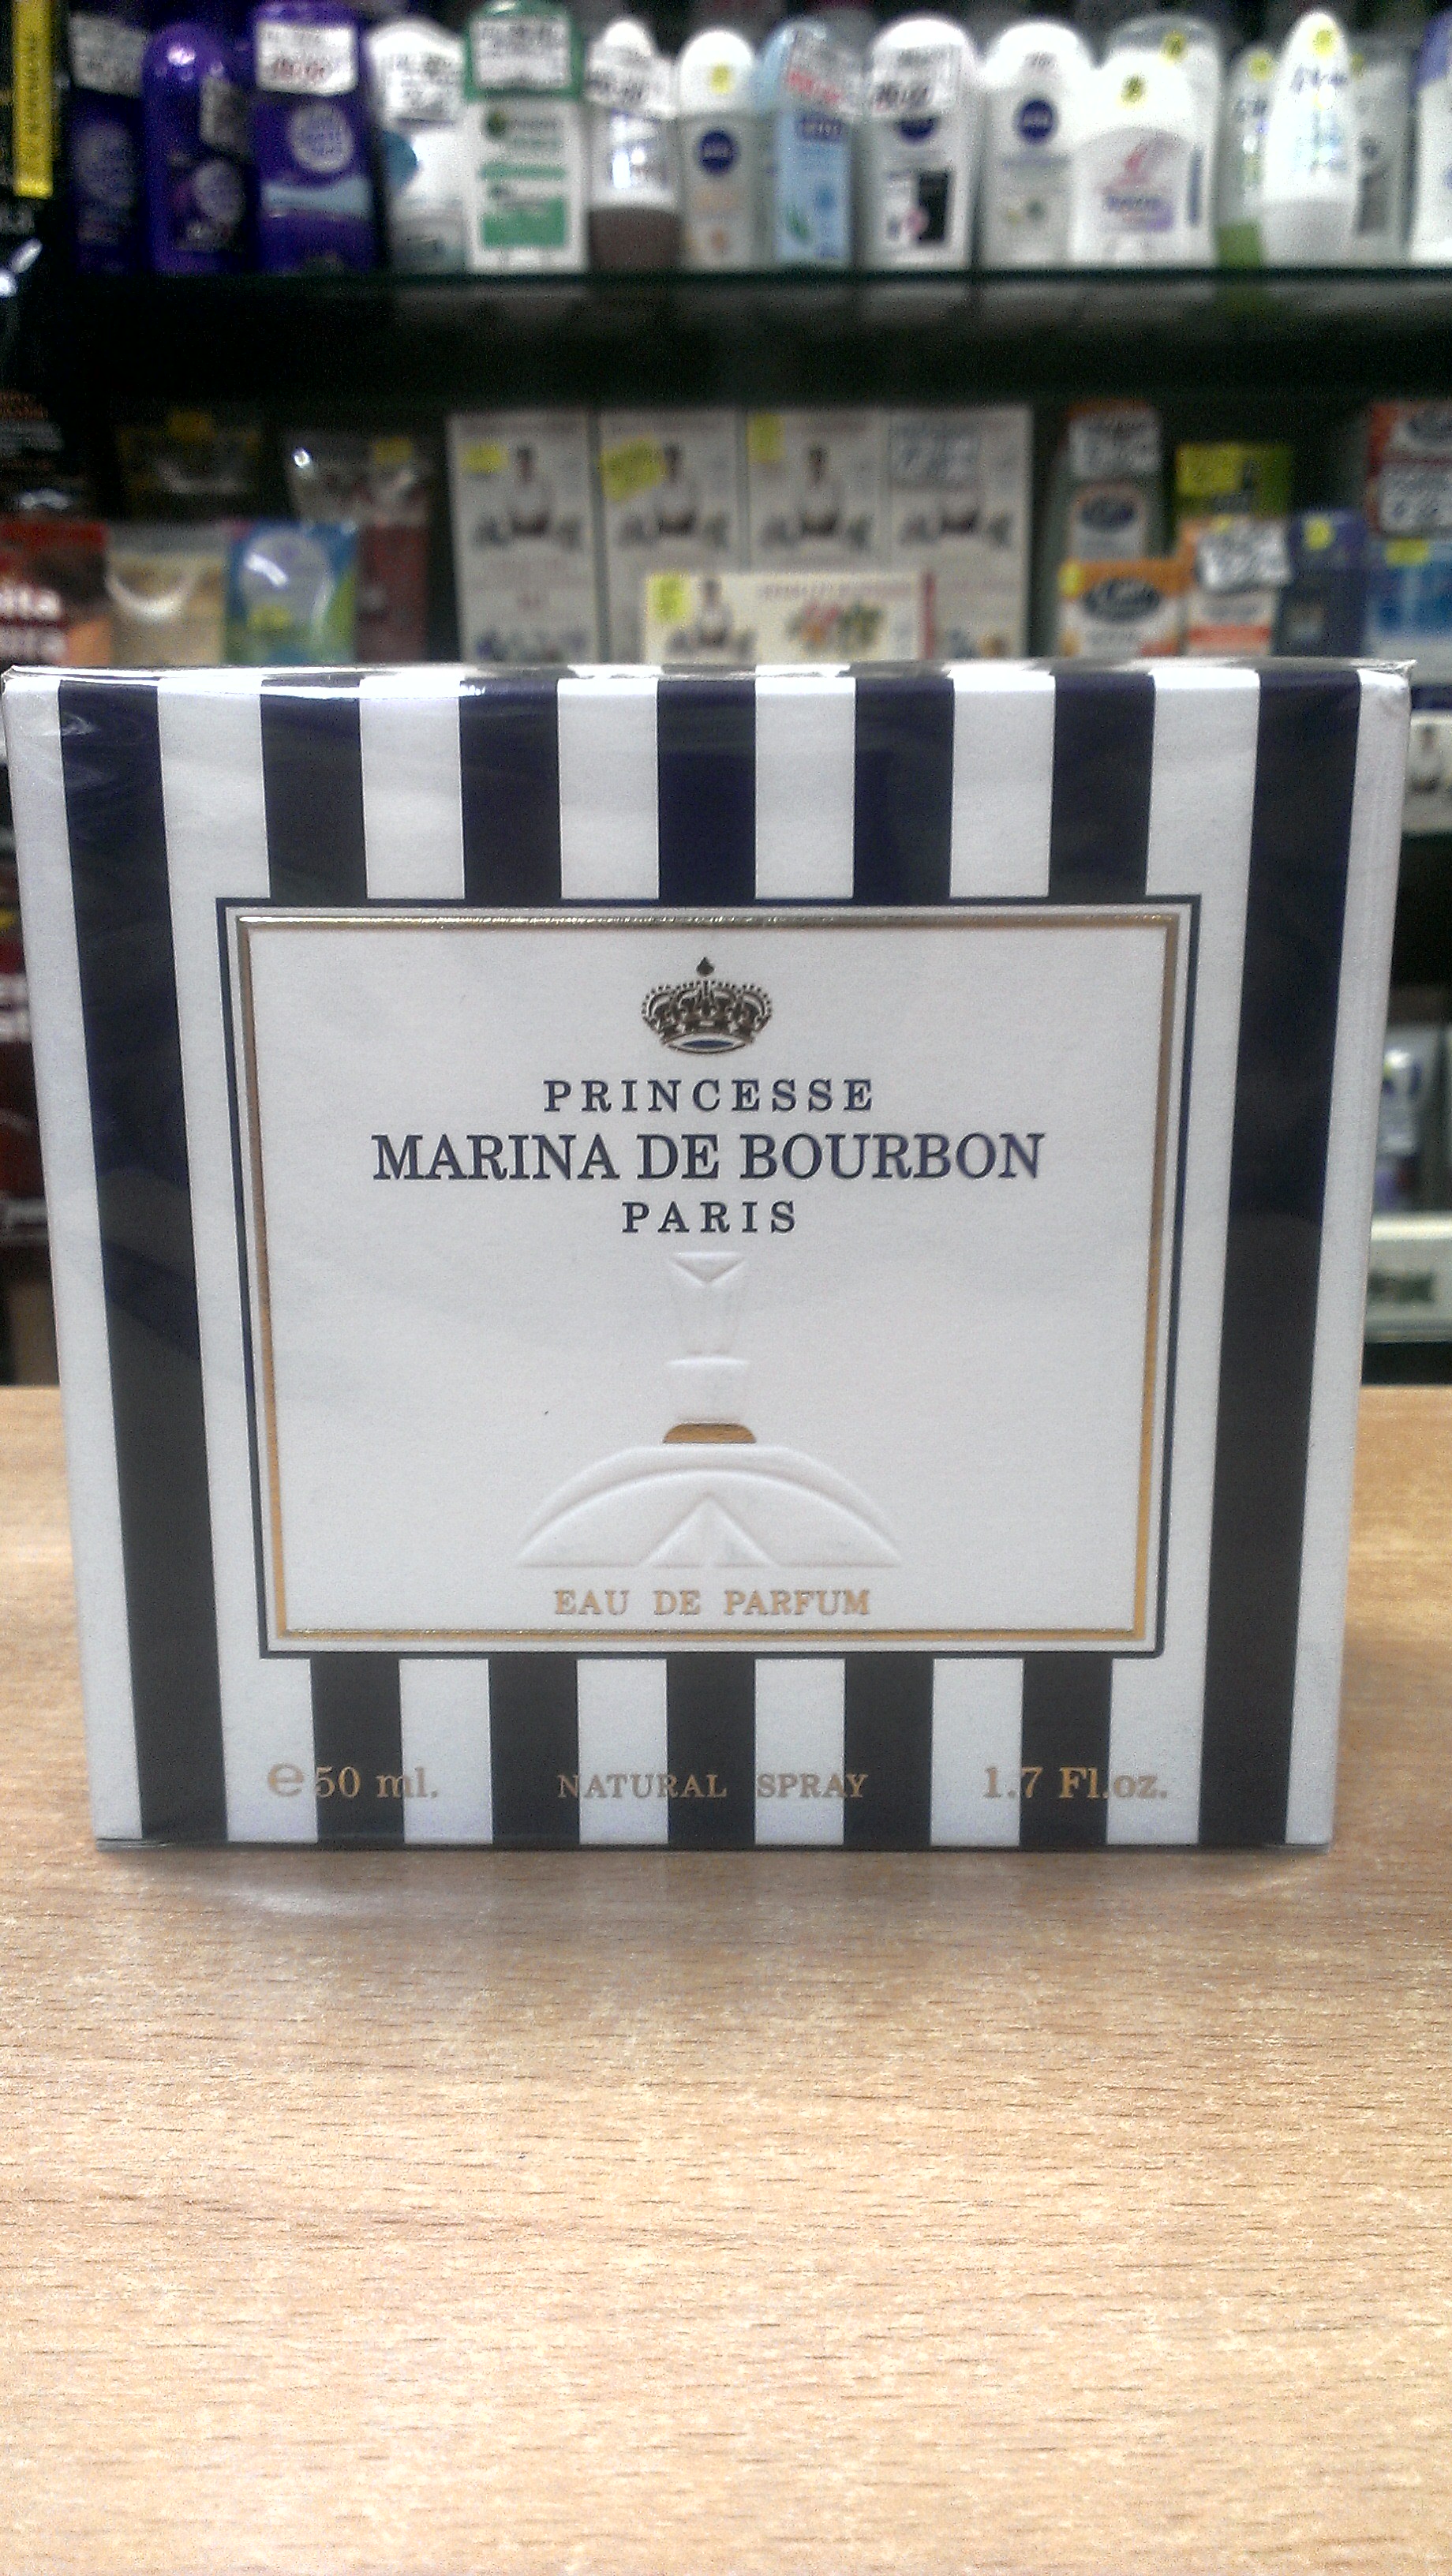 PRINCESSE
MARINA DE BOURBON
PARIS
EAU DE PARFUM
e 50 ml. NATURAL SPRAY 1.7 Fl.oz.